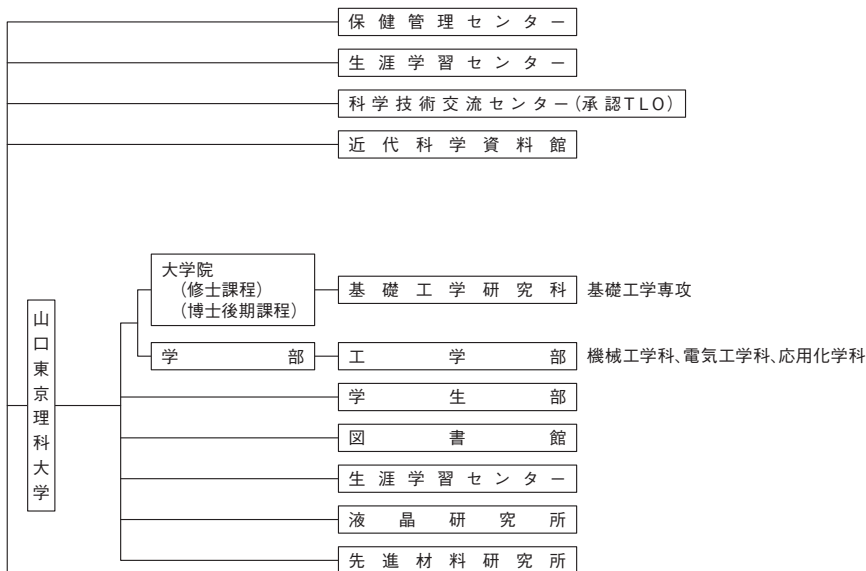 保健管理センター
生涯学習センター
科学技術交流センター(承認TLO)
近代科学資料館
山口東京理科大学
大学院
(修士課程)
(博士後期課程)
基礎工学研究科 基礎工学専攻
学部 工学部 機械工学科、電気工学科、応用化学科
学生部
図書館
生涯学習センター
液晶研究所
先進材料研究所